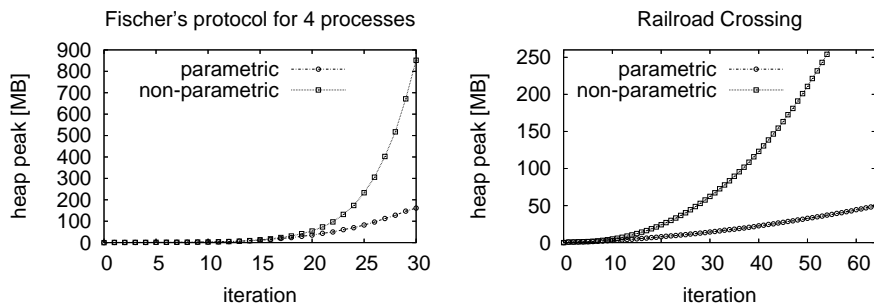 Fischer's protocol for 4 processes
900
800
700
600
500
400
300
200
100
0
heap peak [MB]
parametric
non-parametric
0 5 10 15 20 25 30
iteration
Railroad Crossing
250
200
150
100
50
0
heap peak [MB]
parametric
non-parametric
0 10 20 30 40 50 60
iteration